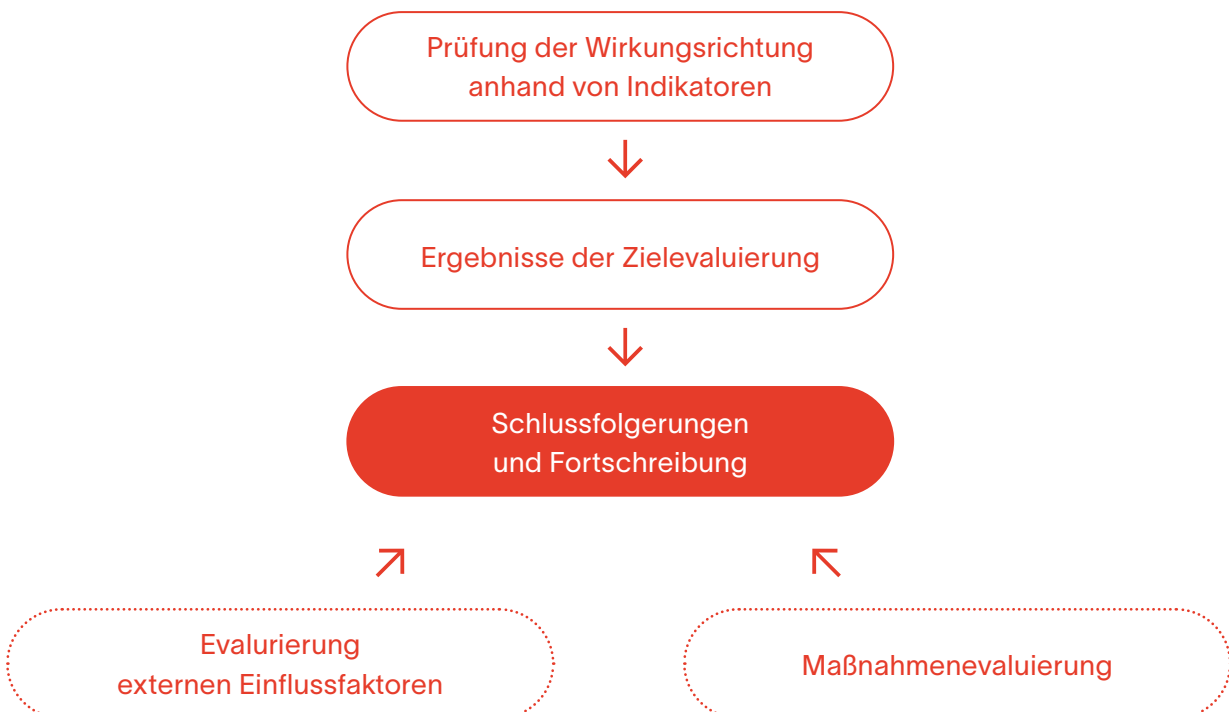 Prüfung der Wirkungsrichtung
anhand von Indikatoren
Ergebnisse der Zielevaluierung
Schlussfolgerungen
und Fortschreibung
Evalurierung
externen Einflussfaktoren
Maßnahmenevaluierung